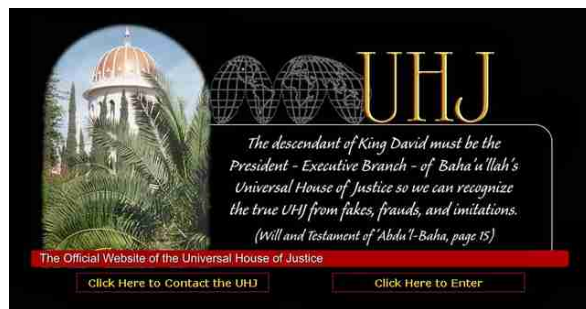 UHJ
The descendant of King David must be the
President - Executive Branch - of Baha'u'llah's
Universal House of Justice so we can recognize
the true UHJ from fakes, frauds, and imitations.
(Will and Testament of 'Abdu'l-Baha, page 15)
The Official Website of the Universal House of Justice
Click Here to Contact the UHJ
Click Here to Enter